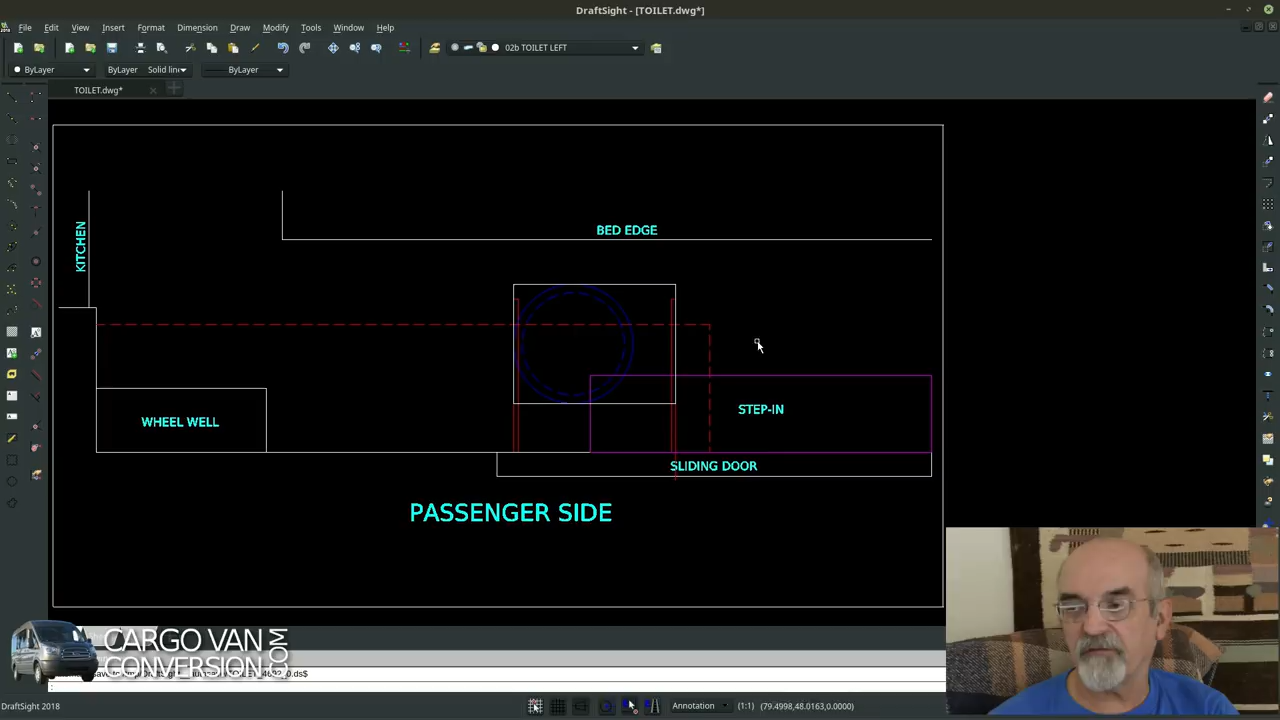 DraftSight - [TOILET.dwg*]
File Edit View Insert Format Dimension Draw Modify Tools Window Help
02b TOILET LEFT
ByLayer ByLayer Solid line ByLayer
TOILET.dwg*
KITCHEN
BED EDGE
WHEEL WELL
STEP-IN
SLIDING DOOR
PASSENGER SIDE
CARGO VAN
CONVERSION.COM
:
DraftSight 2018
Annotation (1:1) (79.4998,48.0163,0.0000)